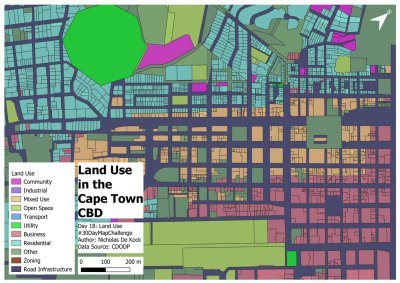 Land Use
Community
Industrial
Mixed Use
Open Space
Transport
Utility
Business
Residential
Other
Zoning
Road Infrastructure
Land Use
in the
Cape Town
CBD
Day 18: Land Use
#30DayMapChallenge
Author: Nicholas De Kock
Data Source: CDODP
0 100 200 m